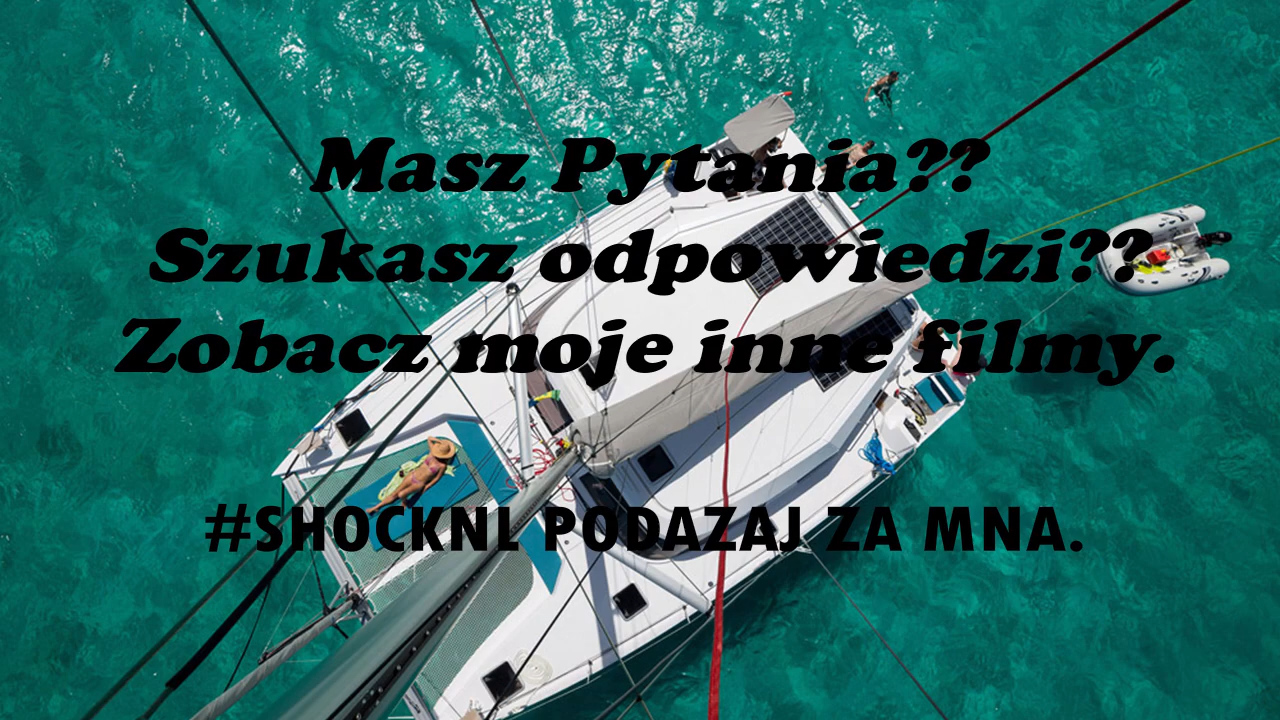 Masz Pytania??
Szukasz odpowiedzi??
Zobacz moje inne filmy.
#SHOCKNL PODAZAJ ZA MNA.